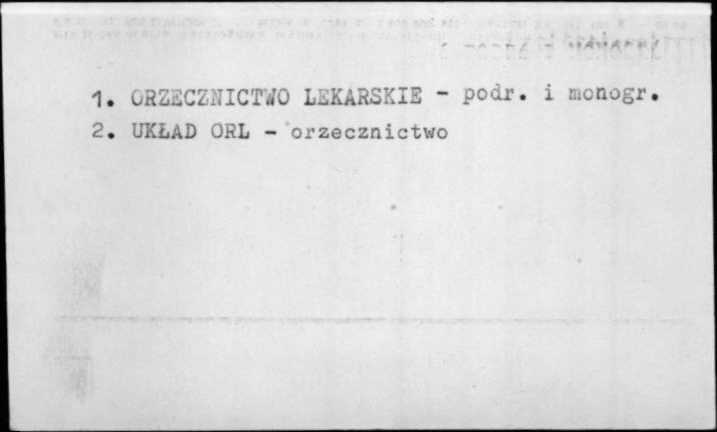 1. ORZECZNICTWO LEKARSKIE - podr. i monogr.
2. UKŁAD ORL - orzecznictwo